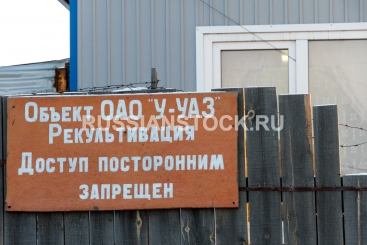 Объект ОАО "У-УАЗ"
Рекультивация
RUSSIANSTOCK.RU
Доступ посторонним
запрещен